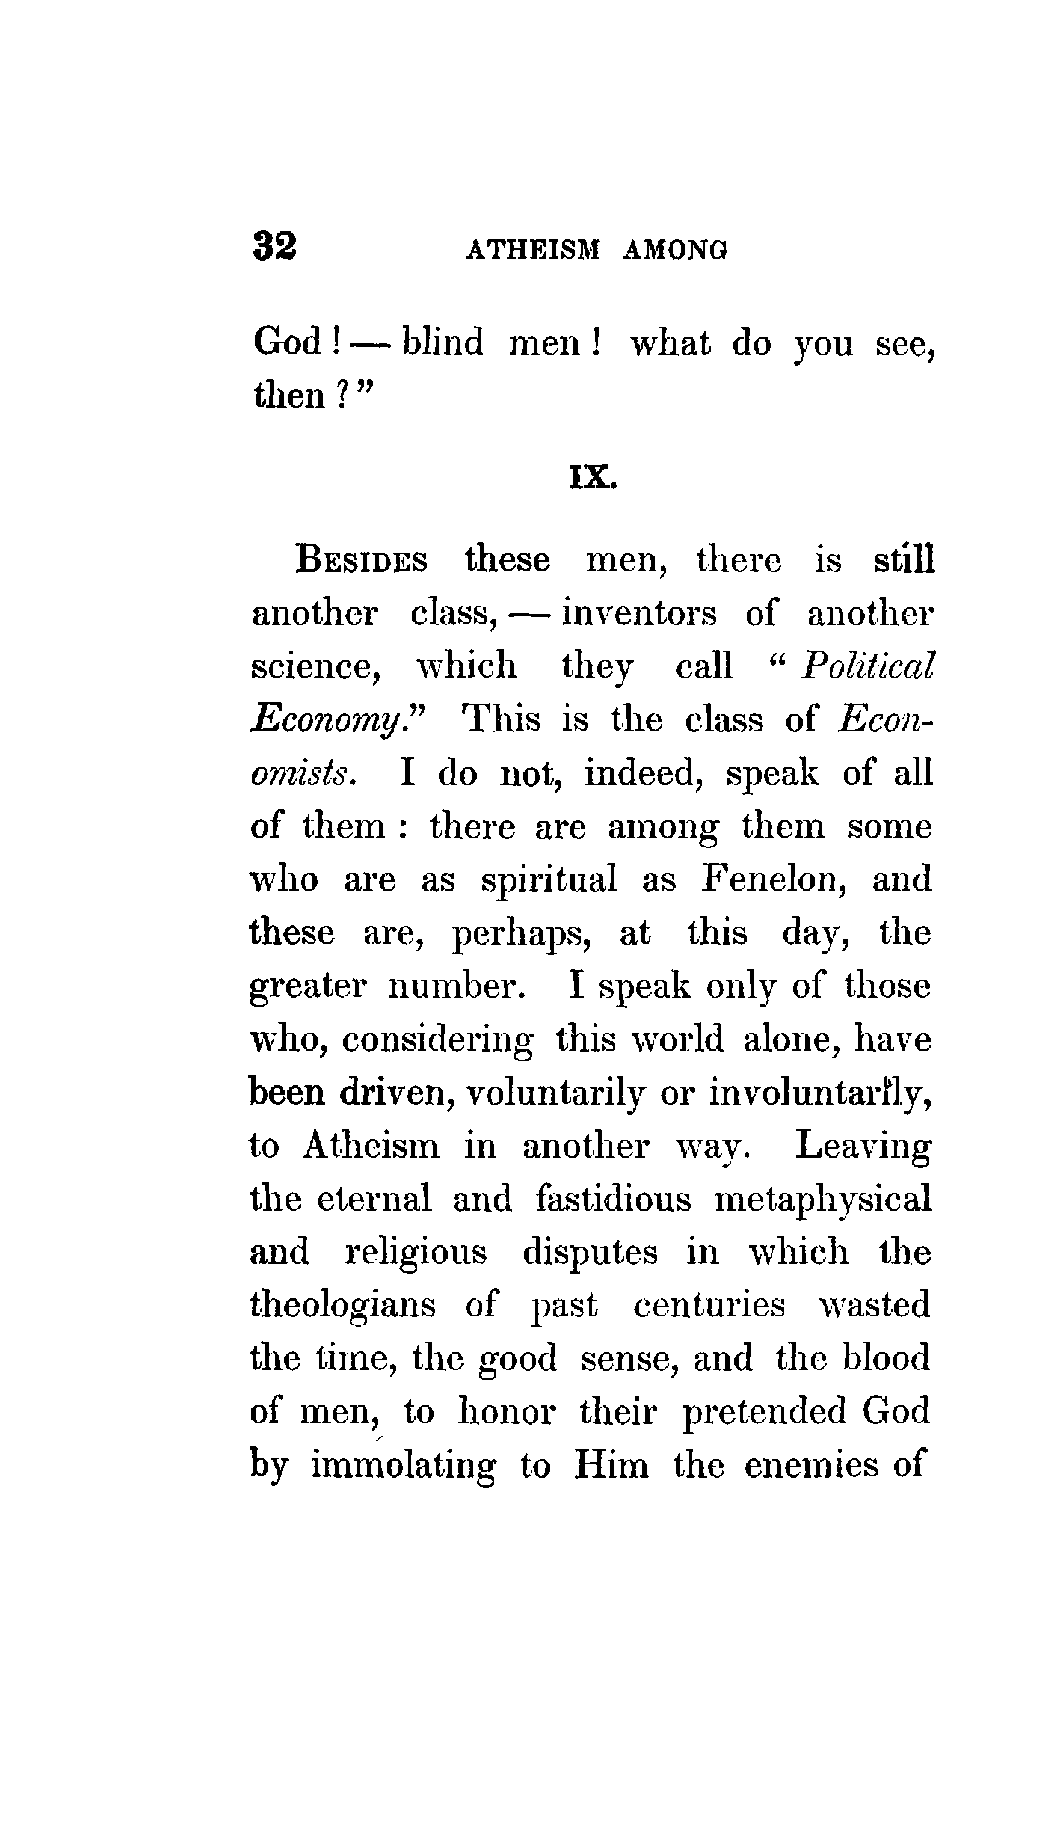 32 ATHEISM AMONG
God! — blind men! what do you see,
then?"
IX.
BESIDES these men, there is still
another class, — inventors of another
science, which they call "Political
Economy." This is the class of Econ-
omists. I do not, indeed, speak of all
of them: there are among them some
who are as spiritual as Fenelon, and
these are, perhaps, at this day, the
greater number. I speak only of those
who, considering this world alone, have
been driven, voluntarily or involuntarily,
to Atheism in another way. Leaving
the eternal and fastidious metaphysical
and religious disputes in which the
theologians of past centuries wasted
the time, the good sense, and the blood
of men, to honor their pretended God
by immolating to Him the enemies of